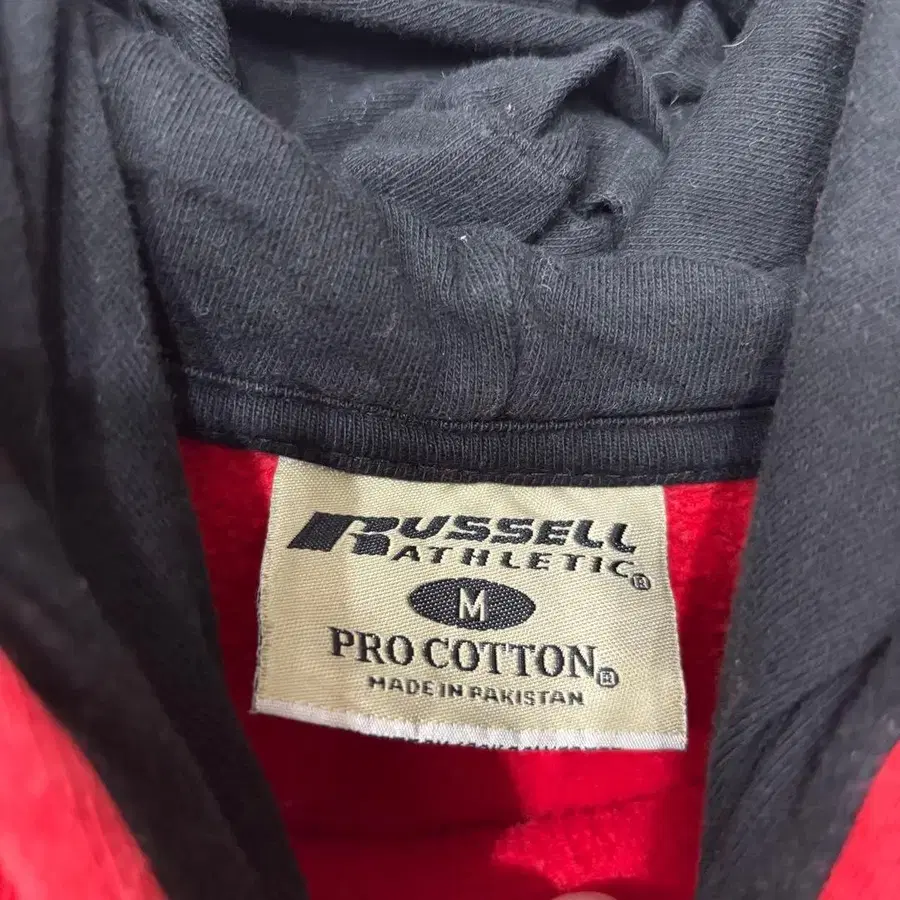 RUSSELL
ATHLETIC®
M
PRO COTTON®
MADE IN PAKISTAN